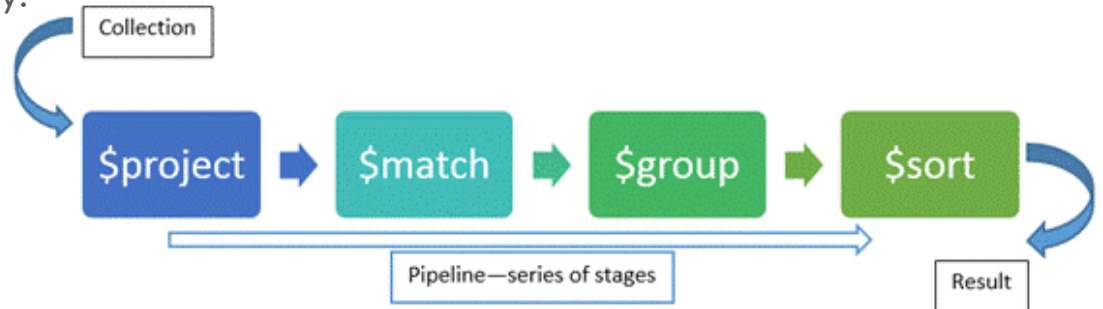 y.
Collection
$project
$match
$group
$sort
Pipeline—series of stages
Result